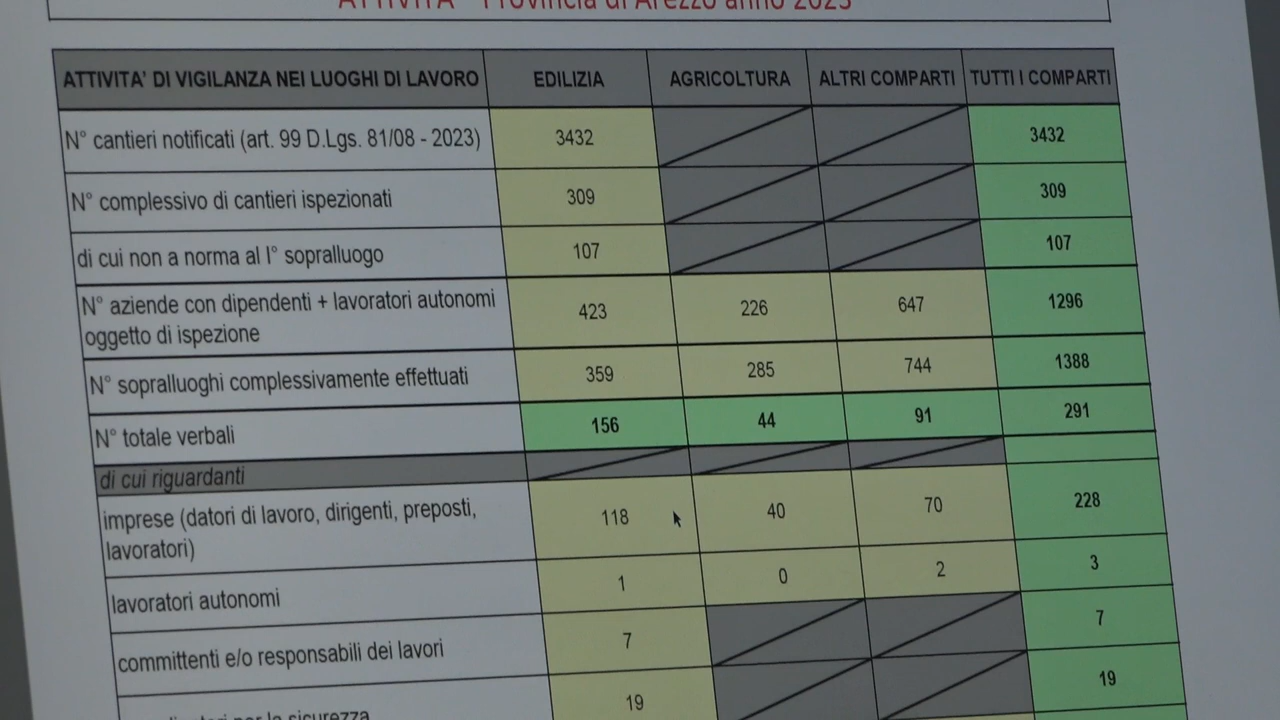 ATTIVITA' - Provincia di Arezzo anno 2023
ATTIVITA' DI VIGILANZA NEI LUOGHI DI LAVORO EDILIZIA AGRICOLTURA ALTRI COMPARTI TUTTI I COMPARTI
N° cantieri notificati (art. 99 D.Lgs. 81/08 - 2023) 3432 3432
N° complessivo di cantieri ispezionati 309 309
di cui non a norma al I° sopralluogo 107 107
N° aziende con dipendenti + lavoratori autonomi
oggetto di ispezione 423 226 647 1296
N° sopralluoghi complessivamente effettuati 359 285 744 1388
N° totale verbali 156 44 91 291
di cui riguardanti
imprese (datori di lavoro, dirigenti, preposti,
lavoratori) 118 40 70 228
lavoratori autonomi 1 0 2 3
committenti e/o responsabili dei lavori 7 7
per la sicurezza 19 19